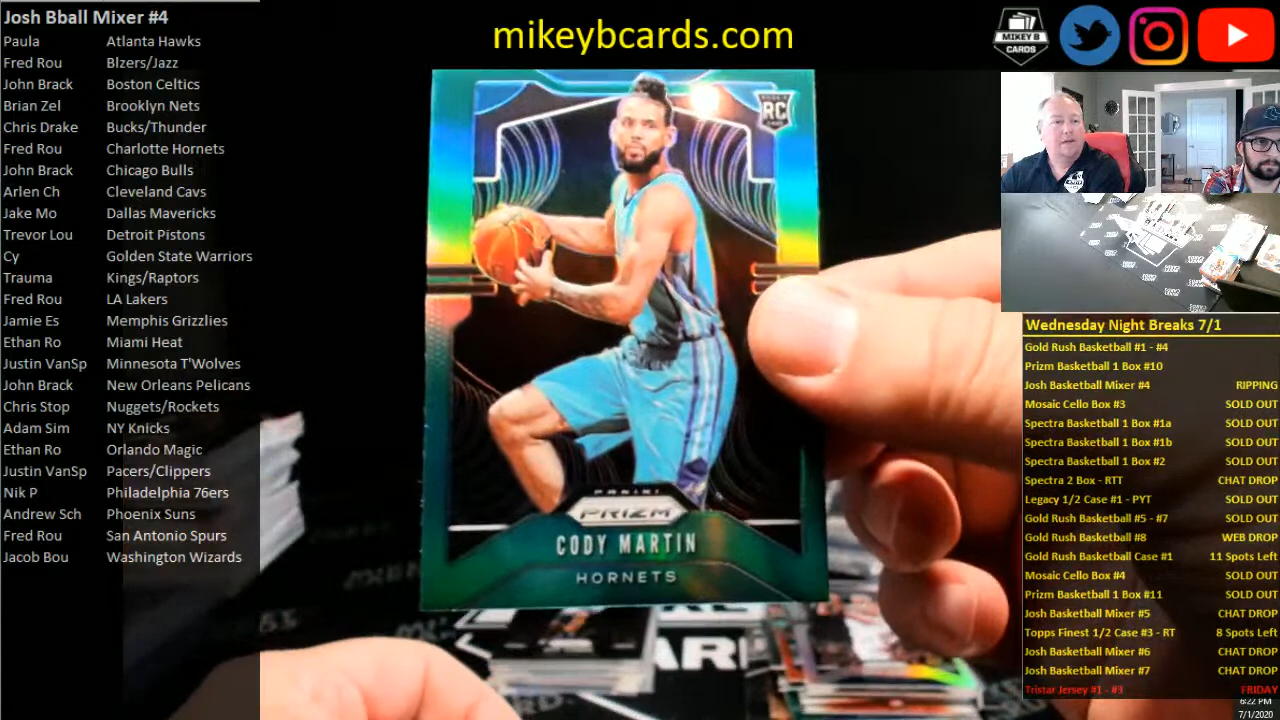 Josh Bball Mixer #4
Paula Atlanta Hawks
Fred Rou Blzers/Jazz
John Brack Boston Celtics
Brian Zel Brooklyn Nets
Chris Drake Bucks/Thunder
Fred Rou Charlotte Hornets
John Brack Chicago Bulls
Arlen Ch Cleveland Cavs
Jake Mo Dallas Mavericks
Trevor Lou Detroit Pistons
Cy Golden State Warriors
Trauma Kings/Raptors
Fred Rou LA Lakers
Jamie Es Memphis Grizzlies
Ethan Ro Miami Heat
Justin VanSp Minnesota T'Wolves
John Brack New Orleans Pelicans
Chris Stop Nuggets/Rockets
Adam Sim NY Knicks
Ethan Ro Orlando Magic
Justin VanSp Pacers/Clippers
Nik P Philadelphia 76ers
Andrew Sch Phoenix Suns
Fred Rou San Antonio Spurs
Jacob Bou Washington Wizards
mikeybcards.com
MIKEY B
CARDS
RC
PANINI
PRIZM
CODY MARTIN
HORNETS
Wednesday Night Breaks 7/1
Gold Rush Basketball #1 - #4
Prizm Basketball 1 Box #10
Josh Basketball Mixer #4 RIPPING
Mosaic Cello Box #3 SOLD OUT
Spectra Basketball 1 Box #1a SOLD OUT
Spectra Basketball 1 Box #1b SOLD OUT
Spectra Basketball 1 Box #2 SOLD OUT
Spectra 2 Box - RTT CHAT DROP
Legacy 1/2 Case #1 - PYT SOLD OUT
Gold Rush Basketball #5 - #7 SOLD OUT
Gold Rush Basketball #8 WEB DROP
Gold Rush Basketball Case #1 11 Spots Left
Mosaic Cello Box #4 SOLD OUT
Prizm Basketball 1 Box #11 SOLD OUT
Josh Basketball Mixer #5 CHAT DROP
Topps Finest 1/2 Case #3 - RT 8 Spots Left
Josh Basketball Mixer #6 CHAT DROP
Josh Basketball Mixer #7 CHAT DROP
Tristar Jersey #1 - #3 FRIDAY
6:22 PM
7/1/2020